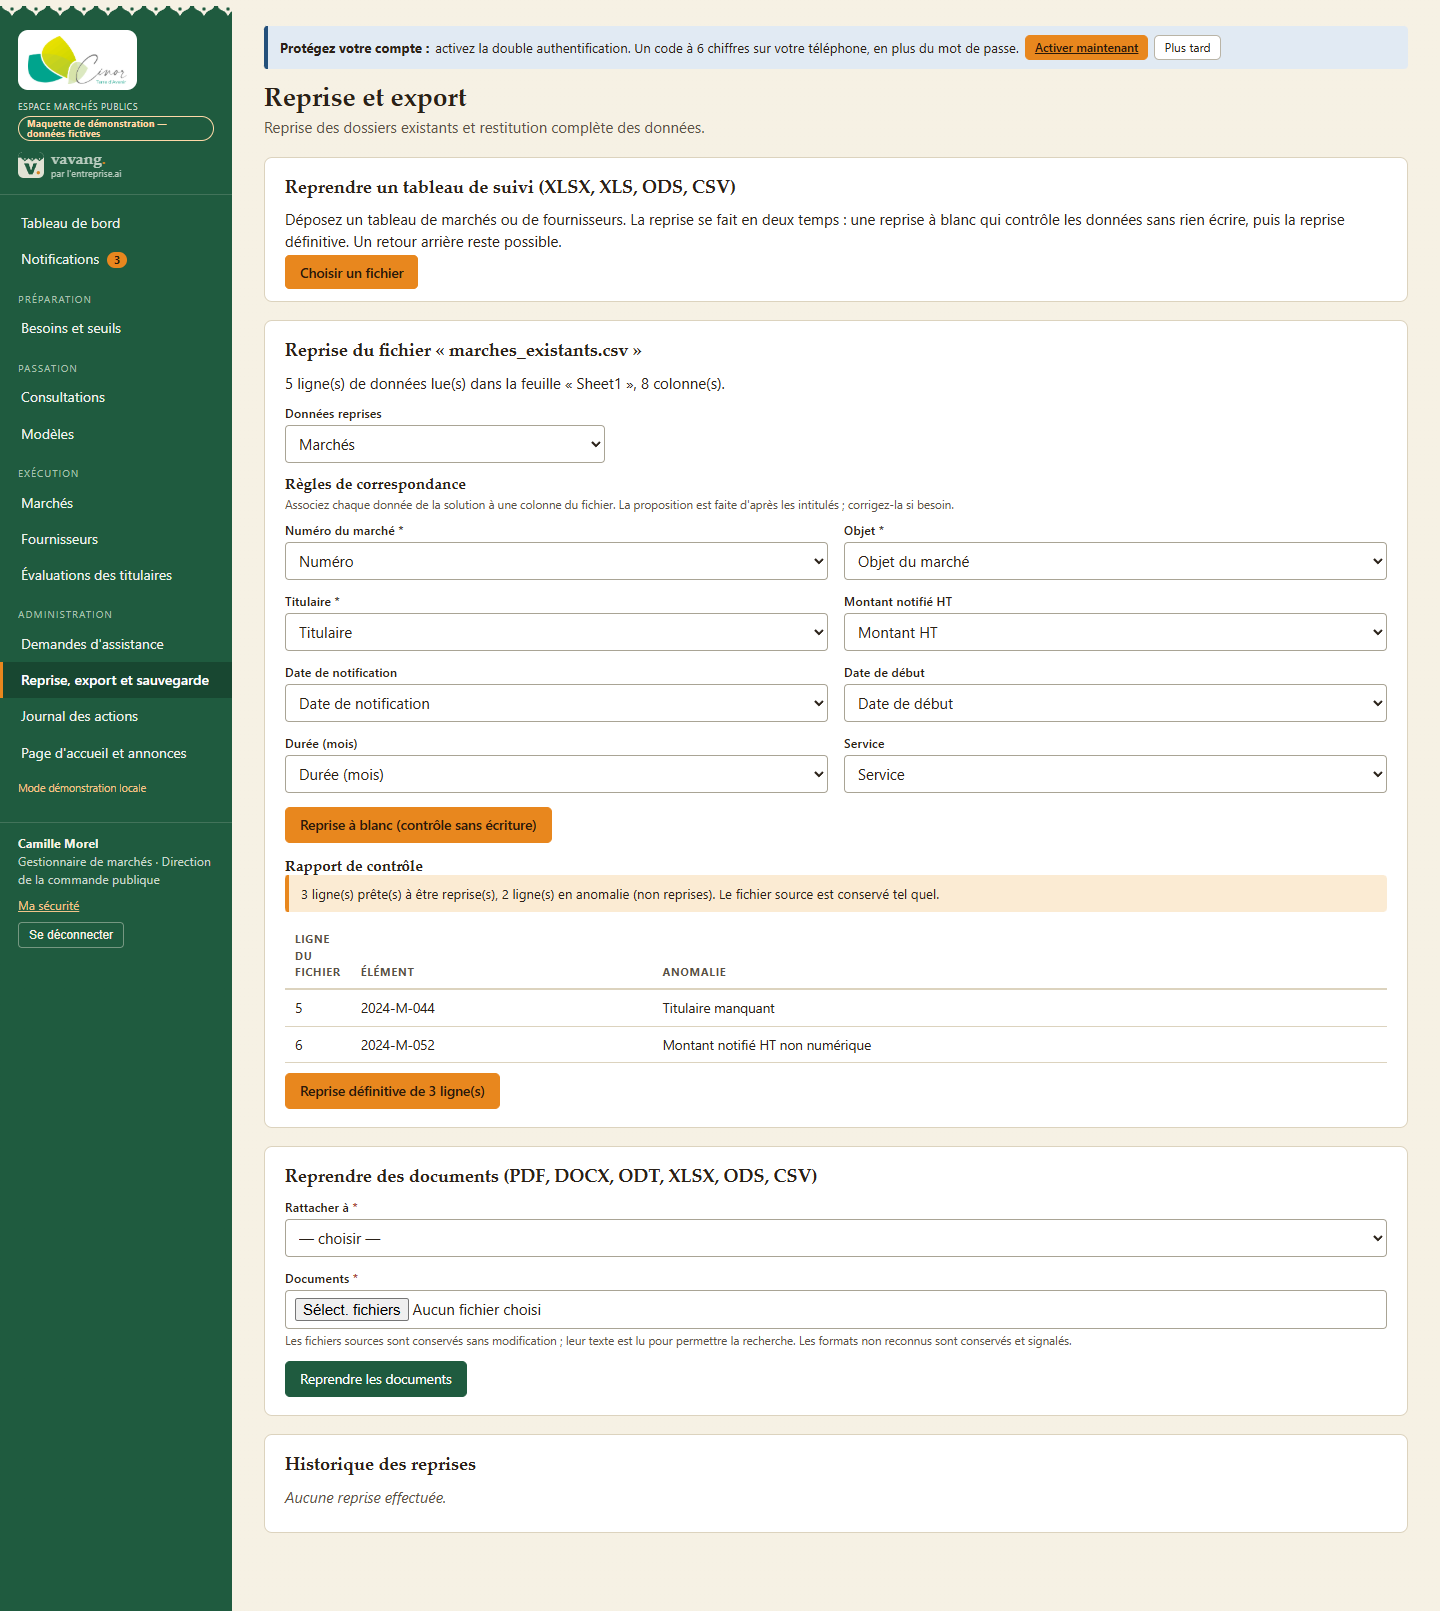 Cinor
Terre d'Avenir
ESPACE MARCHÉS PUBLICS
Maquette de démonstration —
données fictives
v.
vavang.
par l'entreprise.ai
Tableau de bord
Notifications 3
PRÉPARATION
Besoins et seuils
PASSATION
Consultations
Modèles
EXÉCUTION
Marchés
Fournisseurs
Évaluations des titulaires
ADMINISTRATION
Demandes d'assistance
Reprise, export et sauvegarde
Journal des actions
Page d'accueil et annonces
Mode démonstration locale
Camille Morel
Gestionnaire de marchés · Direction
de la commande publique
Ma sécurité
Se déconnecter
Protégez votre compte : activez la double authentification. Un code à 6 chiffres sur votre téléphone, en plus du mot de passe. Activer maintenant Plus tard
Reprise et export
Reprise des dossiers existants et restitution complète des données.
Reprendre un tableau de suivi (XLSX, XLS, ODS, CSV)
Déposez un tableau de marchés ou de fournisseurs. La reprise se fait en deux temps : une reprise à blanc qui contrôle les données sans rien écrire, puis la reprise
définitive. Un retour arrière reste possible.
Choisir un fichier
Reprise du fichier « marches_existants.csv »
5 ligne(s) de données lue(s) dans la feuille « Sheet1 », 8 colonne(s).
Données reprises
Marchés
Règles de correspondance
Associez chaque donnée de la solution à une colonne du fichier. La proposition est faite d'après les intitulés ; corrigez-la si besoin.
Numéro du marché * Objet *
Numéro Objet du marché
Titulaire * Montant notifié HT
Titulaire Montant HT
Date de notification Date de début
Date de notification Date de début
Durée (mois) Service
Durée (mois) Service
Reprise à blanc (contrôle sans écriture)
Rapport de contrôle
3 ligne(s) prête(s) à être reprise(s), 2 ligne(s) en anomalie (non reprises). Le fichier source est conservé tel quel.
LIGNE
DU
FICHIER ÉLÉMENT ANOMALIE
5 2024-M-044 Titulaire manquant
6 2024-M-052 Montant notifié HT non numérique
Reprise définitive de 3 ligne(s)
Reprendre des documents (PDF, DOCX, ODT, XLSX, ODS, CSV)
Rattacher à *
— choisir —
Documents *
Sélect. fichiers Aucun fichier choisi
Les fichiers sources sont conservés sans modification ; leur texte est lu pour permettre la recherche. Les formats non reconnus sont conservés et signalés.
Reprendre les documents
Historique des reprises
Aucune reprise effectuée.